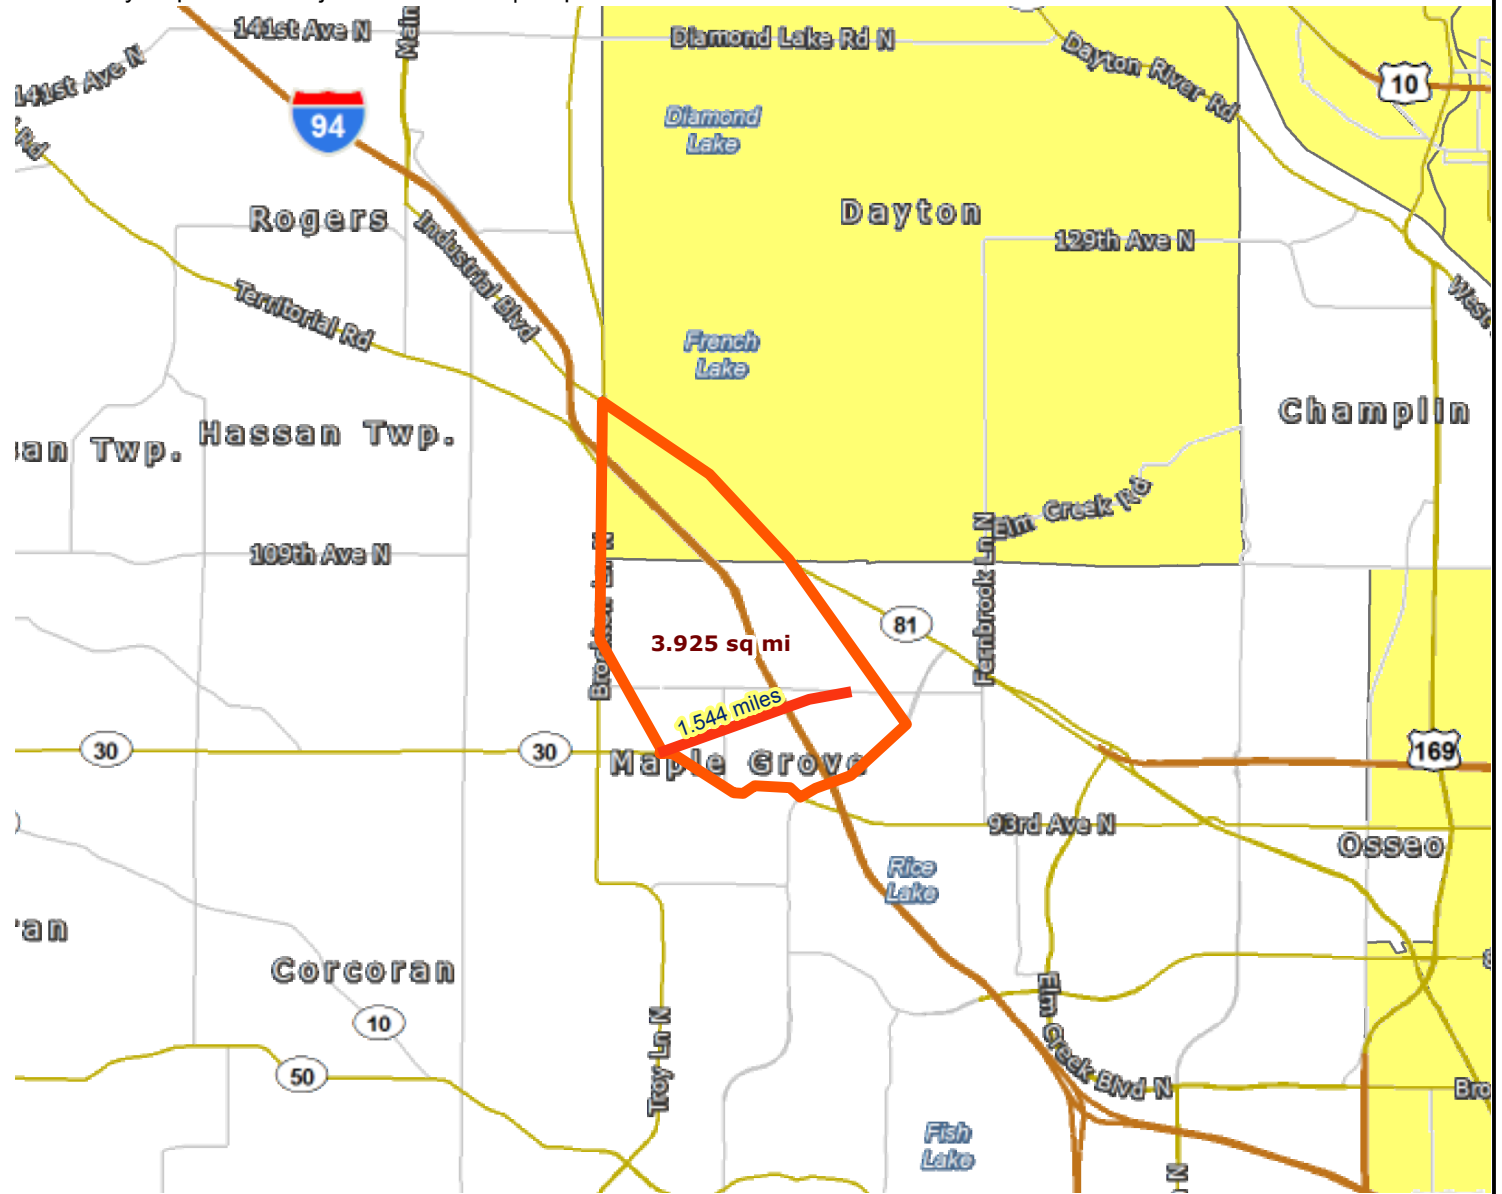 141st Ave N
Main
Diamond Lake Rd N
Dayton River Rd
10
141st Ave N
Rd
94
Diamond
Lake
Rogers
Industrial Blvd
Dayton
129th Ave N
West
Territorial Rd
French
Lake
Champlin
Hassan Twp.
an Twp.
Elm Creek Rd
109th Ave N
Fernbrook Ln N
81
3.925 sq mi
1.544 miles
30
30
Maple Grove
169
93rd Ave N
Osseo
Rice
Lake
an
Corcoran
10
Elm Creek Blvd N
Troy Ln N
50
Bro
Fish
Lake
N